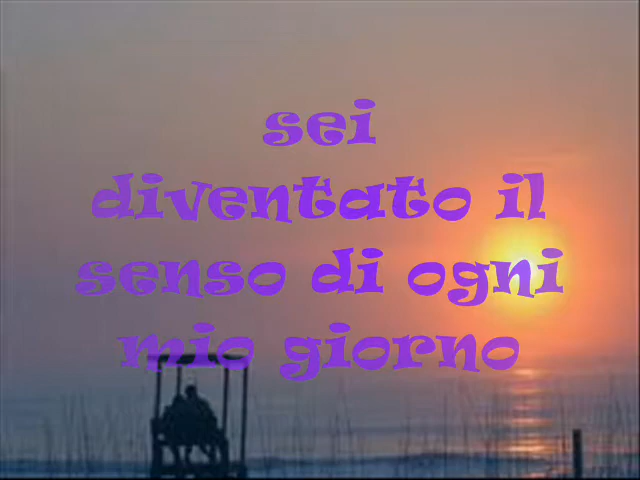 sei
diventato il
senso di ogni
mio giorno